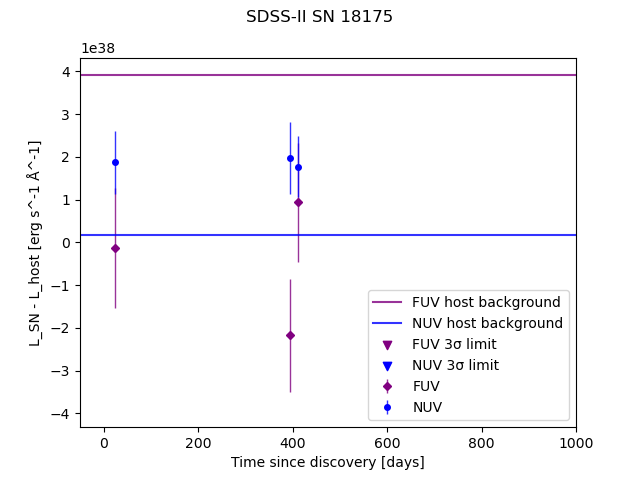 SDSS-II SN 18175
1e38
4
3
2
1
0
−1
−2
−3
−4
L_SN - L_host [erg s^-1 Å^-1]
0
200
400
600
800
1000
Time since discovery [days]
FUV host background
NUV host background
FUV 3σ limit
NUV 3σ limit
FUV
NUV